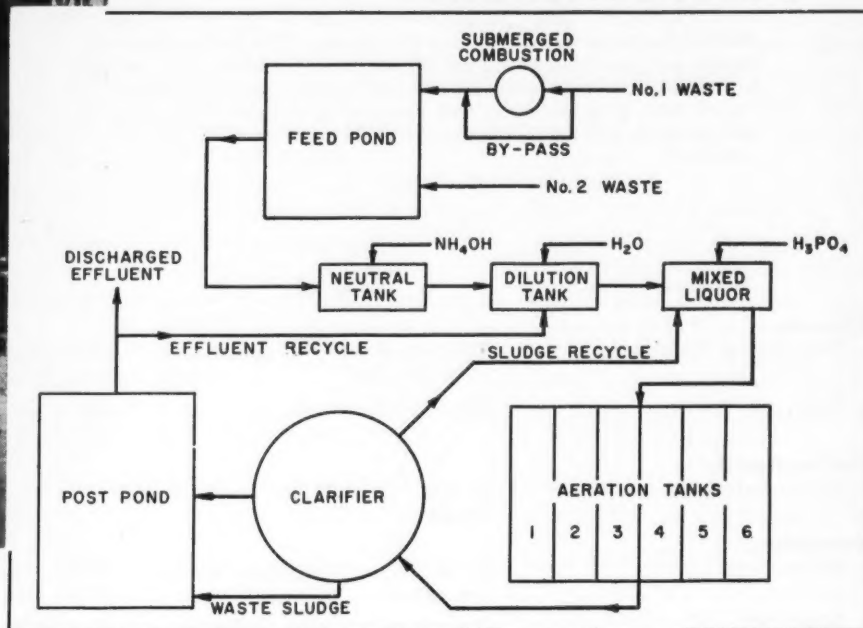 SUBMERGED
COMBUSTION
No.1 WASTE
FEED POND
BY-PASS
No.2 WASTE
NH₄OH
H₂O
H₃PO₄
DISCHARGED
EFFLUENT
NEUTRAL
TANK
DILUTION
TANK
MIXED
LIQUOR
EFFLUENT RECYCLE
SLUDGE RECYCLE
POST POND
CLARIFIER
AERATION TANKS
1 2 3 4 5 6
WASTE SLUDGE